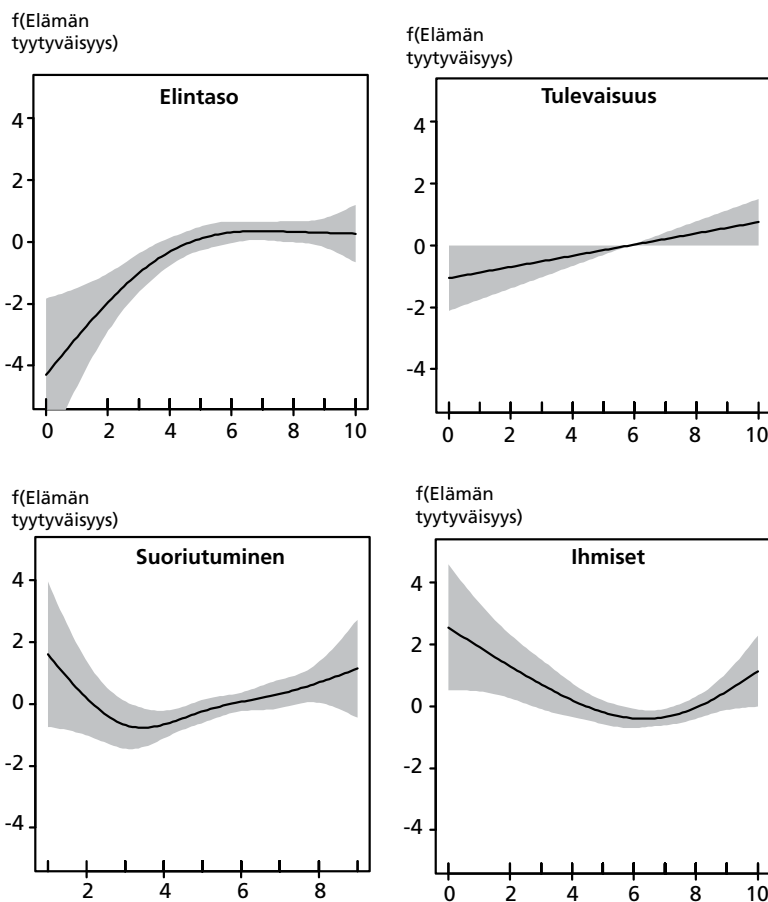 f(Elämän
tyytyväisyys)
Elintaso
4
2
0
-2
-4
0 2 4 6 8 10
f(Elämän
tyytyväisyys)
Tulevaisuus
4
2
0
-2
-4
0 2 4 6 8 10
f(Elämän
tyytyväisyys)
Suoriutuminen
4
2
0
-2
-4
2 4 6 8
f(Elämän
tyytyväisyys)
Ihmiset
4
2
0
-2
-4
0 2 4 6 8 10